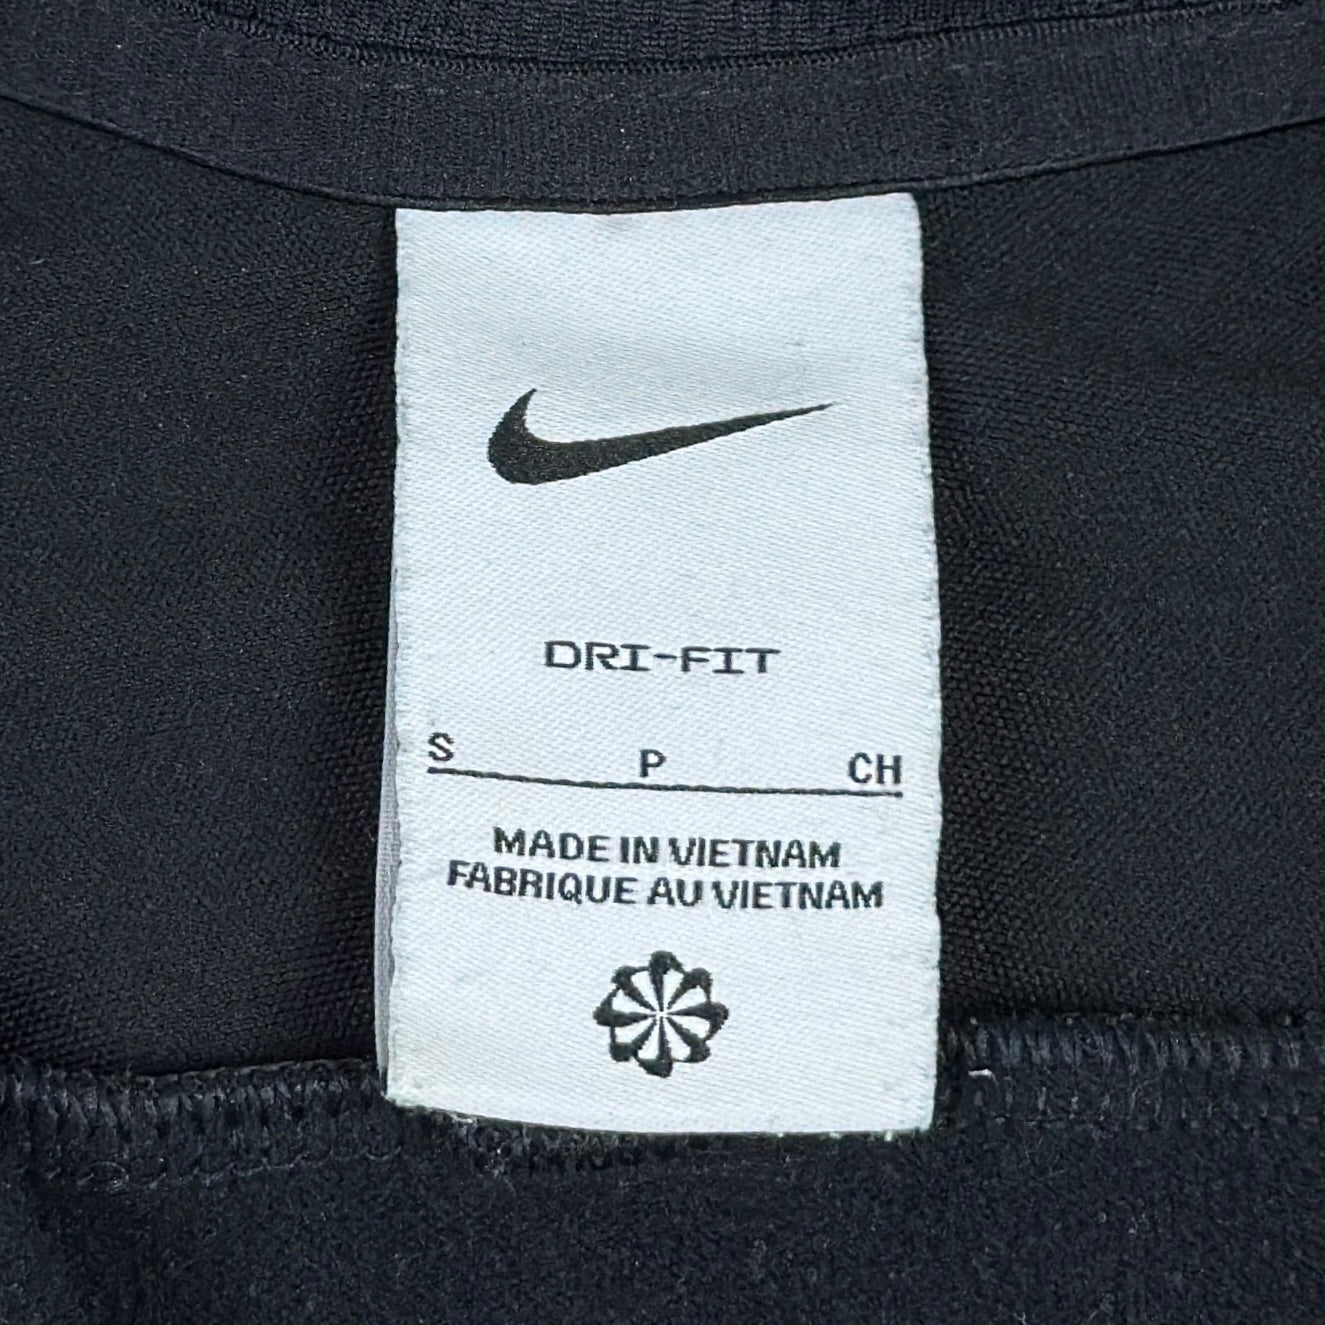 DRI-FIT
S P CH
MADE IN VIETNAM
FABRIQUE AU VIETNAM